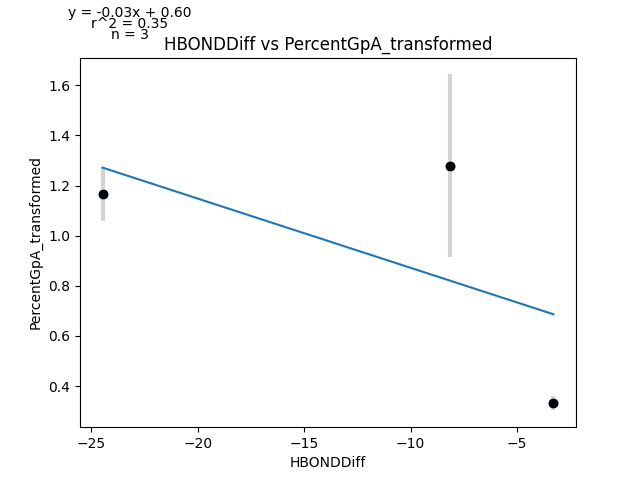 y = -0.03x + 0.60
r^2 = 0.35
n = 3
HBONDDiff vs PercentGpA_transformed
PercentGpA_transformed
1.6
1.4
1.2
1.0
0.8
0.6
0.4
−25
−20
−15
−10
−5
HBONDDiff